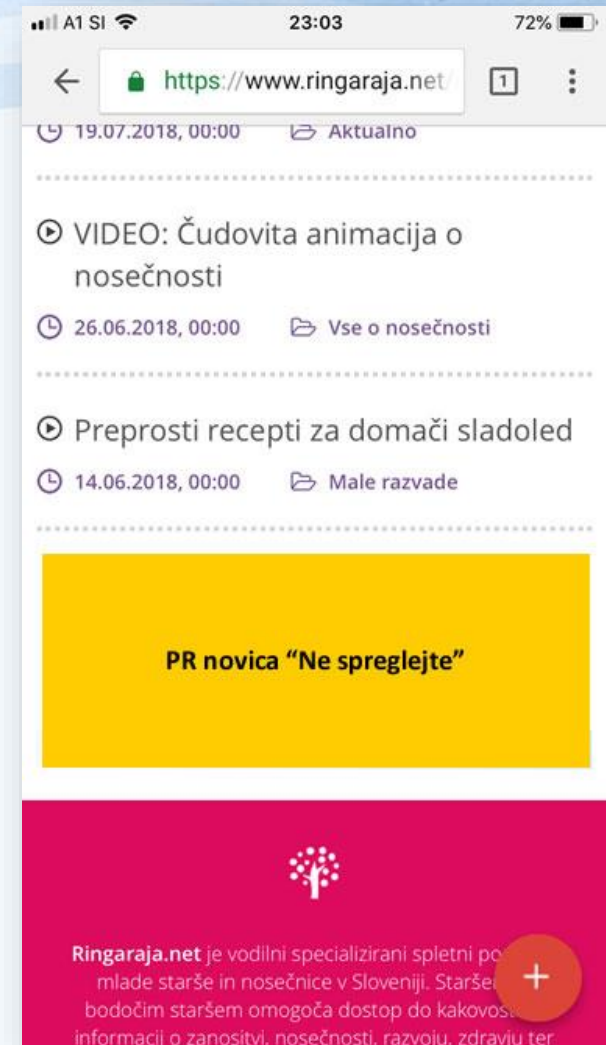 A1 SI 23:03 72%
https://www.ringaraja.net/ 1
19.07.2018, 00:00 Aktualno
VIDEO: Čudovita animacija o
nosečnosti
26.06.2018, 00:00 Vse o nosečnosti
Preprosti recepti za domači sladoled
14.06.2018, 00:00 Male razvade
PR novica “Ne spreglejte”
Ringaraja.net je vodilni specializirani spletni
mlade starše in nosečnice v Sloveniji.
bodočim staršem omogoča dostop do
informacij o zanositvi, nosečnosti, razvoju, zdravju ter